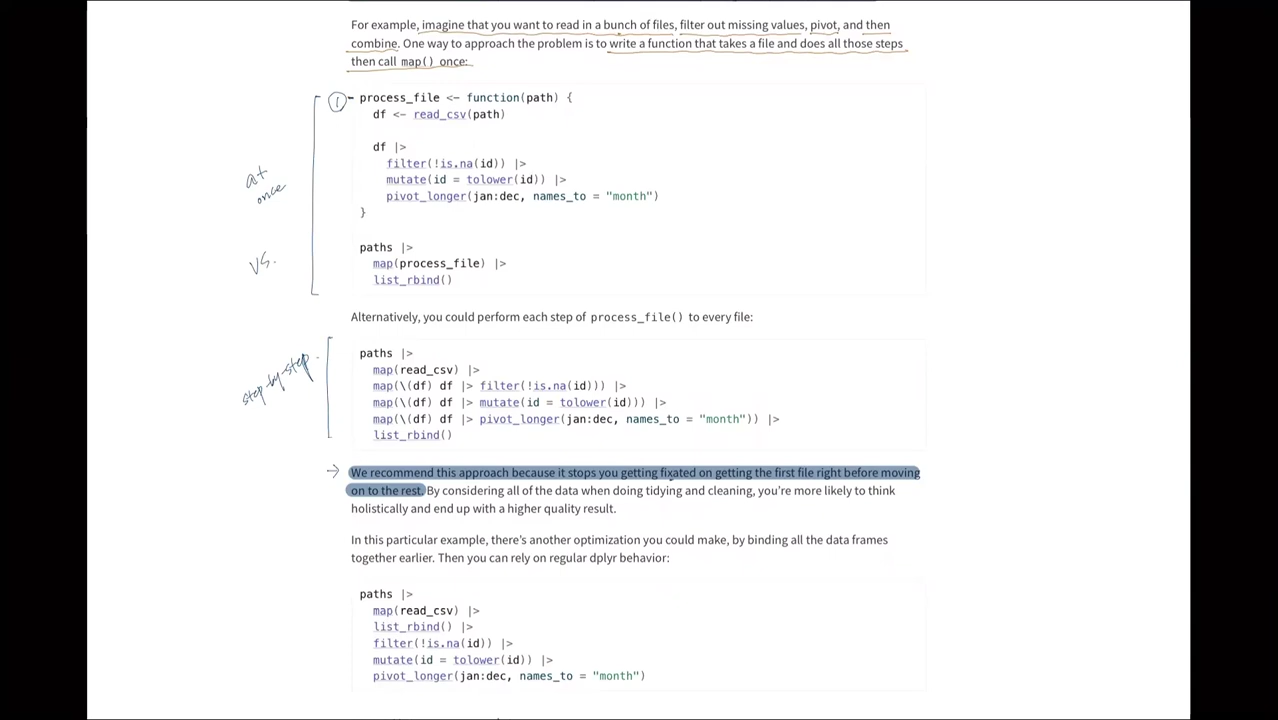 For example, imagine that you want to read in a bunch of files, filter out missing values, pivot, and then
combine. One way to approach the problem is to write a function that takes a file and does all those steps
then call map() once:
① process_file <- function(path) {
df <- read_csv(path)
df |>
filter(!is.na(id)) |>
mutate(id = tolower(id)) |>
pivot_longer(jan:dec, names_to = "month")
}
at
once
vs.
paths |>
map(process_file) |>
list_rbind()
Alternatively, you could perform each step of process_file() to every file:
step-by-step.
paths |>
map(read_csv) |>
map(\(df) df |> filter(!is.na(id))) |>
map(\(df) df |> mutate(id = tolower(id))) |>
map(\(df) df |> pivot_longer(jan:dec, names_to = "month")) |>
list_rbind()
→ We recommend this approach because it stops you getting fixated on getting the first file right before moving
on to the rest. By considering all of the data when doing tidying and cleaning, you're more likely to think
holistically and end up with a higher quality result.
In this particular example, there's another optimization you could make, by binding all the data frames
together earlier. Then you can rely on regular dplyr behavior:
paths |>
map(read_csv) |>
list_rbind() |>
filter(!is.na(id)) |>
mutate(id = tolower(id)) |>
pivot_longer(jan:dec, names_to = "month")